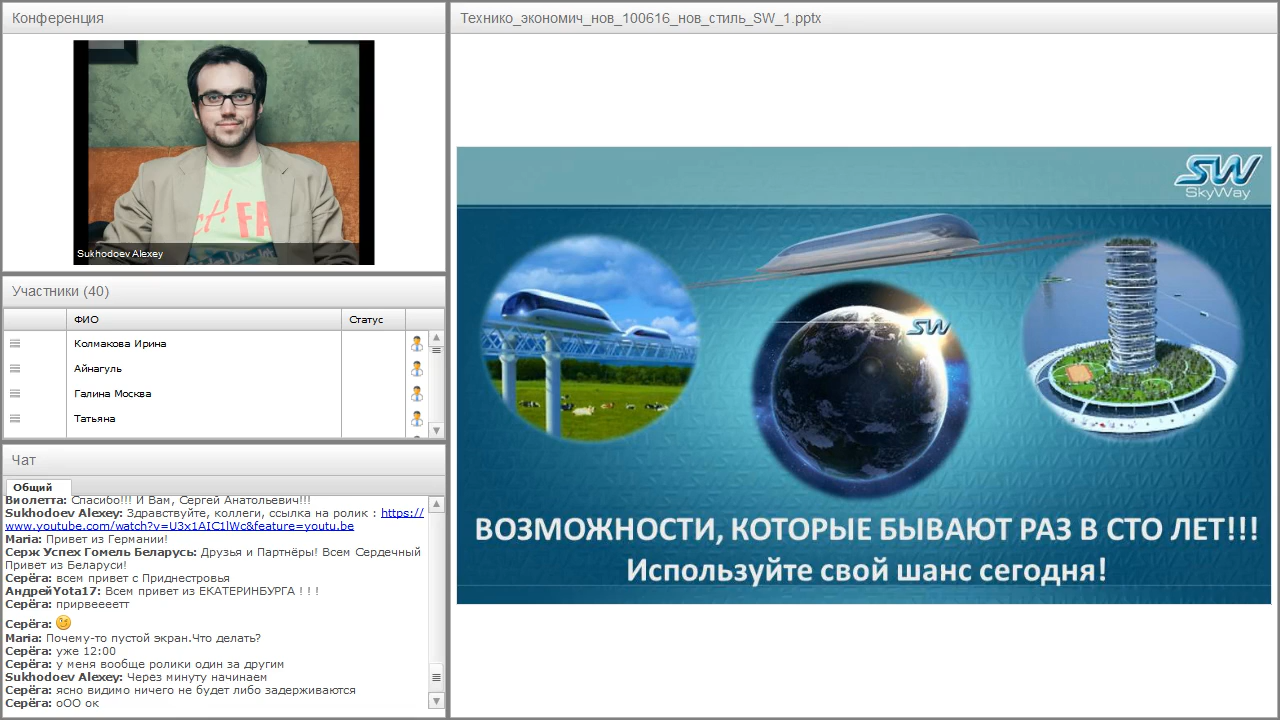 Конференция
ct! FA
Sukhodoev Alexey
Участники (40)
ФИО
Статус
Колмакова Ирина
Айнагуль
Галина Москва
Татьяна
Чат
Общий
Виолетта: Спасибо!!! И Вам, Сергей Анатольевич!!!
Sukhodoev Alexey: Здравствуйте, коллеги, ссылка на ролик : https://
www.youtube.com/watch?v=U3x1AIC1lWc&feature=youtu.be
Maria: Привет из Германии!
Серж Успех Гомель Беларусь: Друзья и Партнёры! Всем Сердечный
Привет из Беларуси!
Серёга: всем привет с Приднестровья
АндрейYota17: Всем привет из ЕКАТЕРИНБУРГА ! ! !
Серёга: прирвеееетт
Серёга:
Maria: Почему-то пустой экран.Что делать?
Серёга: уже 12:00
Серёга: у меня вообще ролики один за другим
Sukhodoev Alexey: Через минуту начинаем
Серёга: ясно видимо ничего не будет либо задерживаются
Серёга: оОО ок
Технико_экономич_нов_100616_нов_стиль_SW_1.pptx
SW
SkyWay
SW
ВОЗМОЖНОСТИ, КОТОРЫЕ БЫВАЮТ РАЗ В СТО ЛЕТ!!!
Используйте свой шанс сегодня!